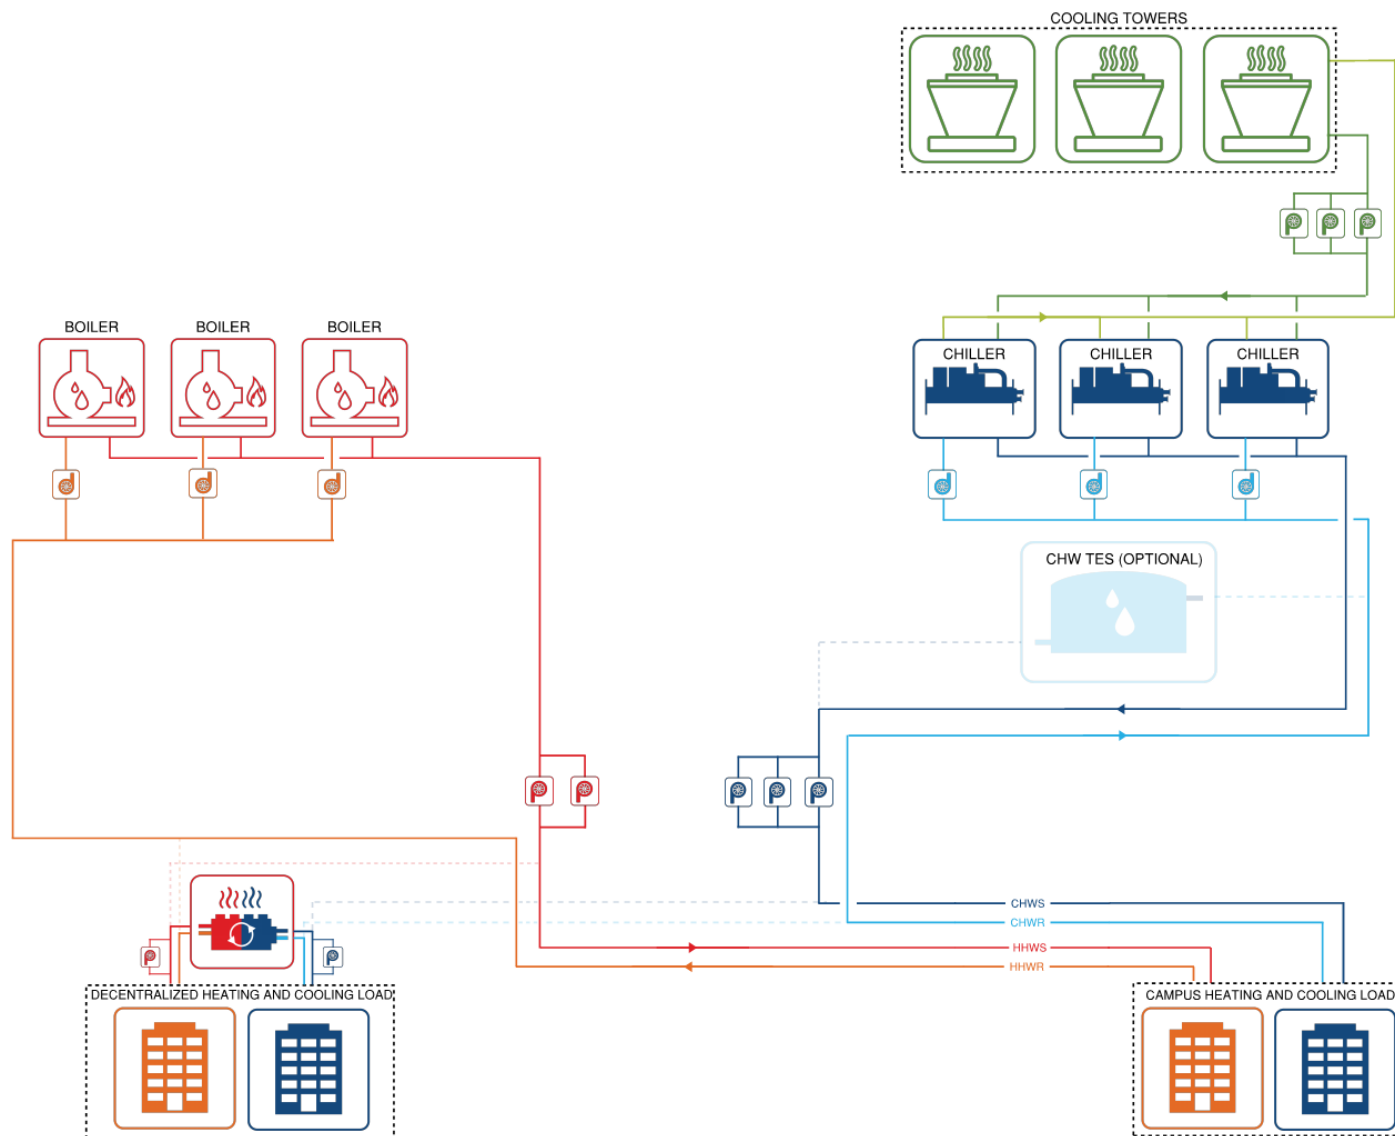 COOLING TOWERS
BOILER
BOILER
BOILER
CHILLER
CHILLER
CHILLER
CHW TES (OPTIONAL)
CHWS
CHWR
HHWS
HHWR
DECENTRALIZED HEATING AND COOLING LOAD
CAMPUS HEATING AND COOLING LOAD